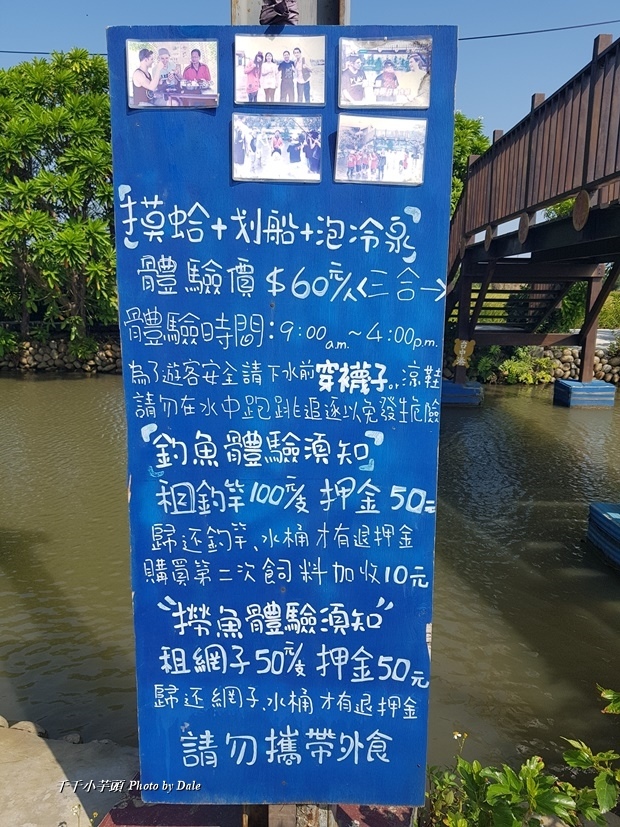 「摸蛤+划船+泡冷泉」
體驗價$60元/人<三合一>
體驗時間：9:00a.m.~4:00p.m.
為了遊客安全請下水前穿襪子or涼鞋
請勿在水中跑跳追逐以免發生危險
「釣魚體驗須知」
租釣竿100元/支 押金50元
歸还釣竿、水桶才有退押金
購買第二次飼料加收10元
"撈魚體驗須知"
租網子50元/支 押金50元
歸还網子、水桶才有退押金
請勿攜帶外食
千千小芋頭 Photo by Dale